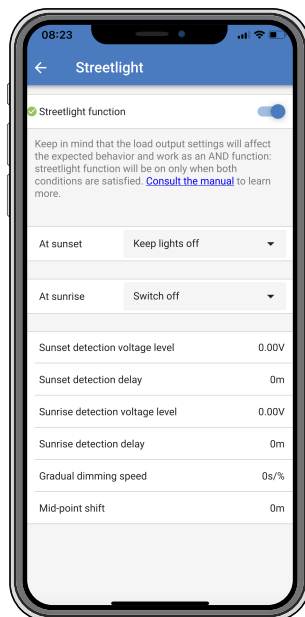 08:23
Streetlight
Streetlight function
Keep in mind that the load output settings will affect
the expected behavior and work as an AND function:
streetlight function will be on only when both
conditions are satisfied. Consult the manual to learn
more.
At sunset Keep lights off
At sunrise Switch off
Sunset detection voltage level 0.00V
Sunset detection delay 0m
Sunrise detection voltage level 0.00V
Sunrise detection delay 0m
Gradual dimming speed 0s/%
Mid-point shift 0m